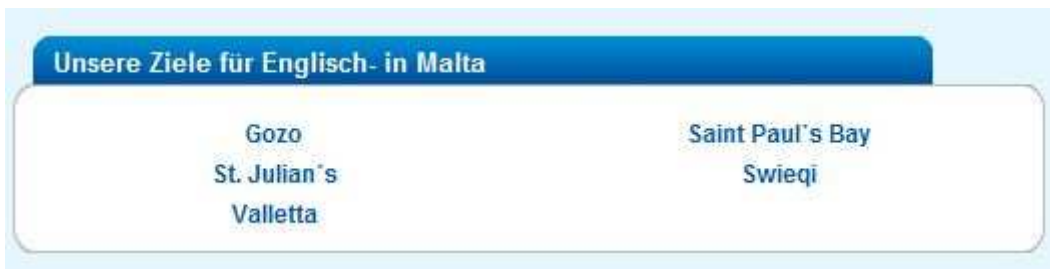 Unsere Ziele für Englisch- in Malta
Gozo
Saint Paul´s Bay
St. Julian´s
Swieqi
Valletta